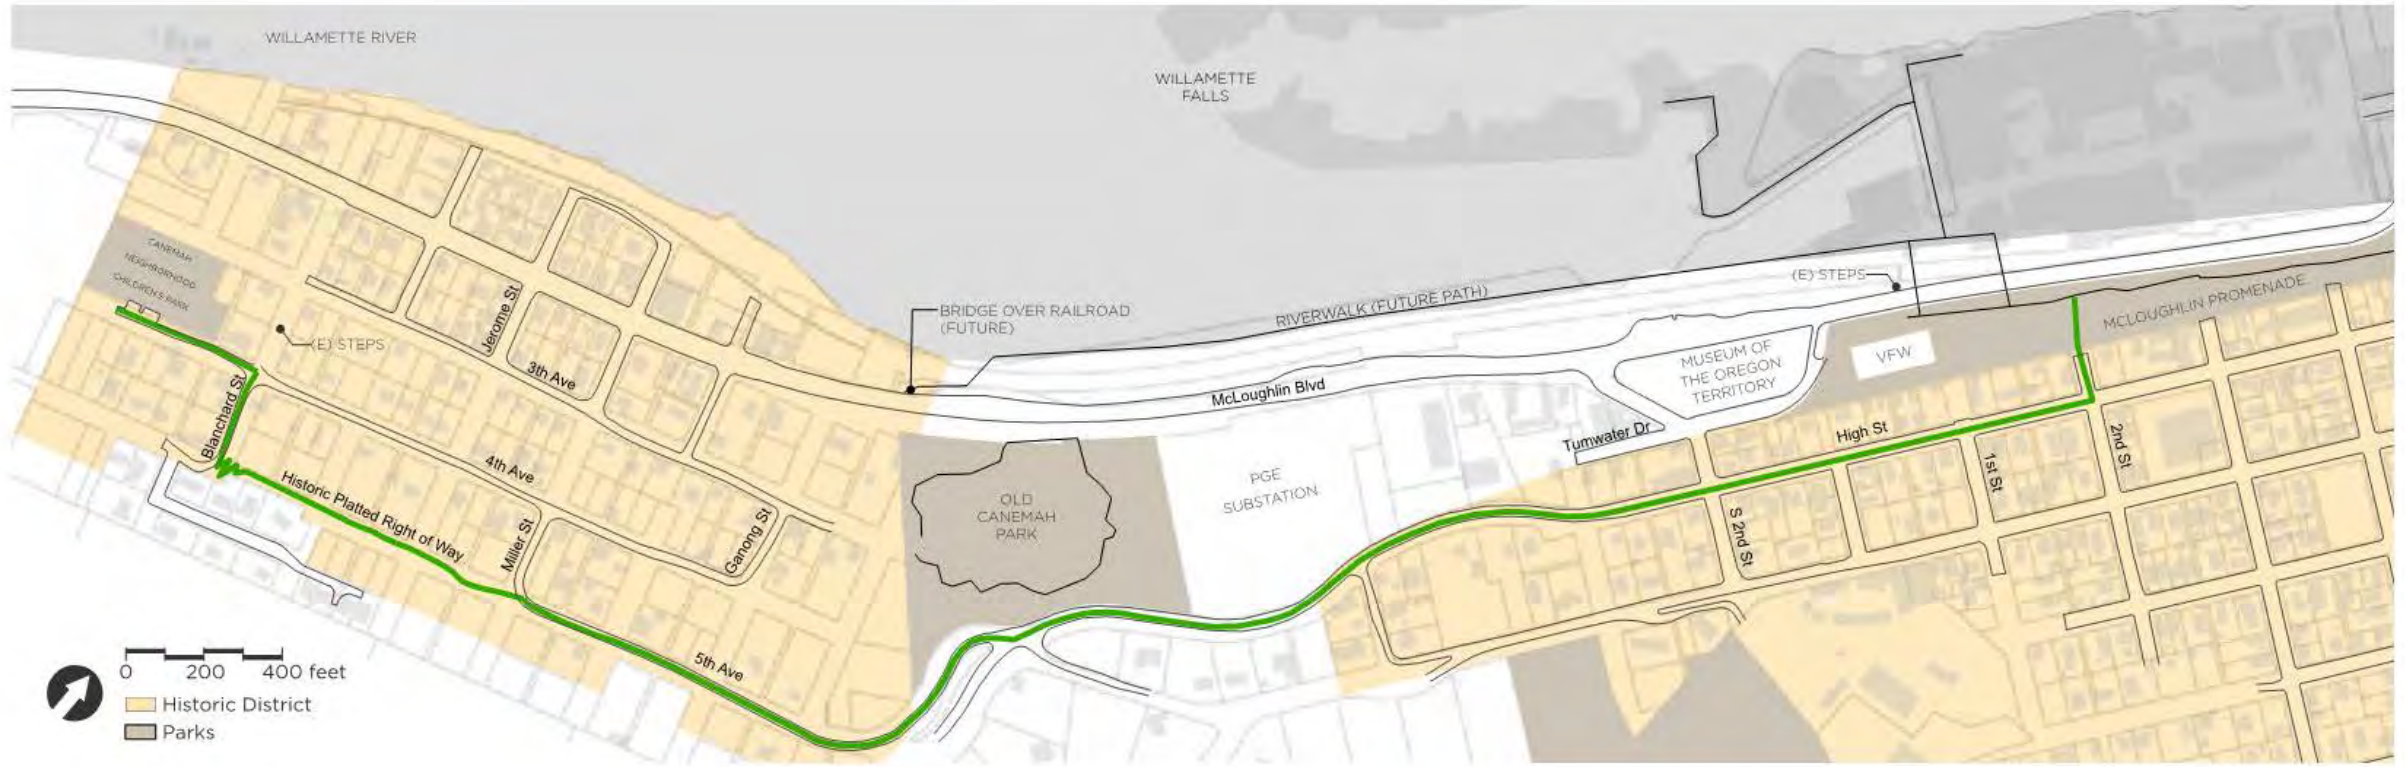 WILLAMETTE RIVER
WILLAMETTE
FALLS
CANEMAH
NEIGHBORHOOD
CHILDREN'S PARK
(E) STEPS
Jerome St
3rd Ave
BRIDGE OVER RAILROAD
(FUTURE)
RIVERWALK (FUTURE PATH)
(E) STEPS
McLoughlin Blvd
MUSEUM OF
THE OREGON
TERRITORY
VFW
MCLOUGHLIN PROMENADE
Blanchard St
4th Ave
Historic Platted Right of Way
Miller St
Ganong St
OLD
CANEMAH
PARK
PGE
SUBSTATION
Tumwater Dr
High St
1st St
2nd St
S 2nd St
5th Ave
0 200 400 feet
Historic District
Parks